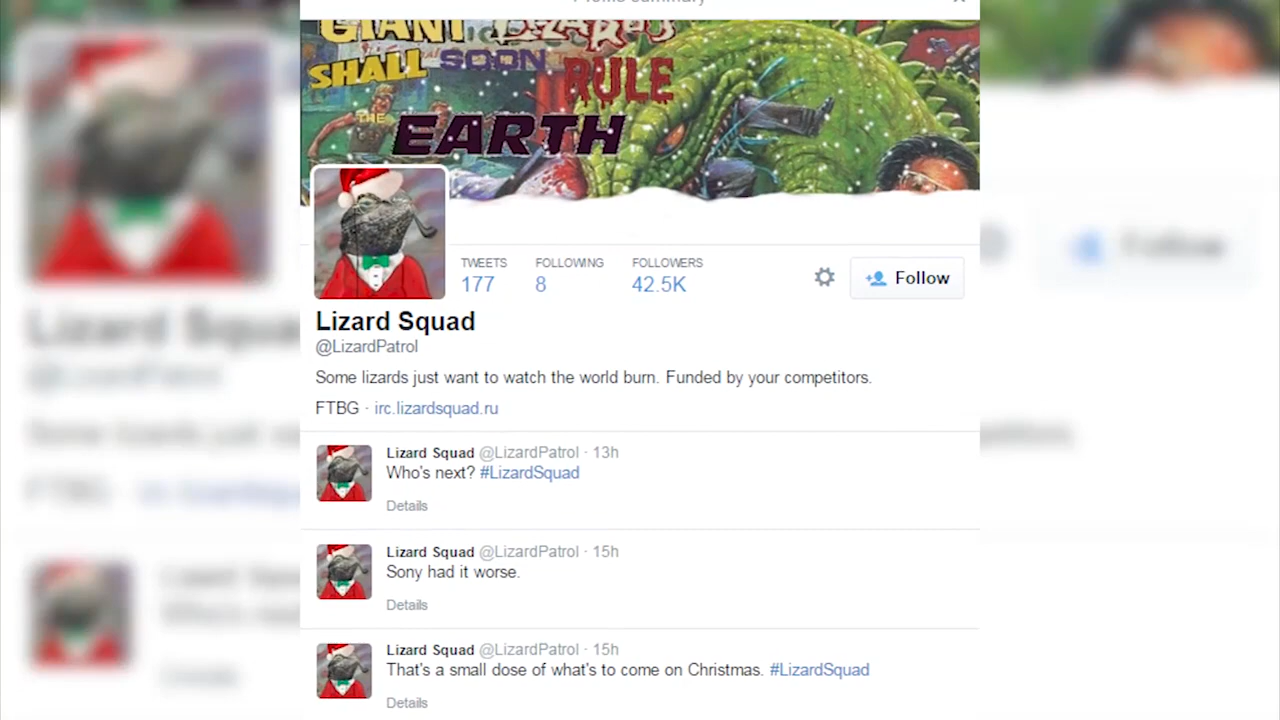 GIANT LIZARDS
SHALL SOON RULE
THE EARTH
TWEETS FOLLOWING FOLLOWERS
177 8 42.5K
Follow
Lizard Squad
@LizardPatrol
Some lizards just want to watch the world burn. Funded by your competitors.
FTBG · irc.lizardsquad.ru
Lizard Squad @LizardPatrol · 13h
Who's next? #LizardSquad
Details
Lizard Squad @LizardPatrol · 15h
Sony had it worse.
Details
Lizard Squad @LizardPatrol · 15h
That's a small dose of what's to come on Christmas. #LizardSquad
Details